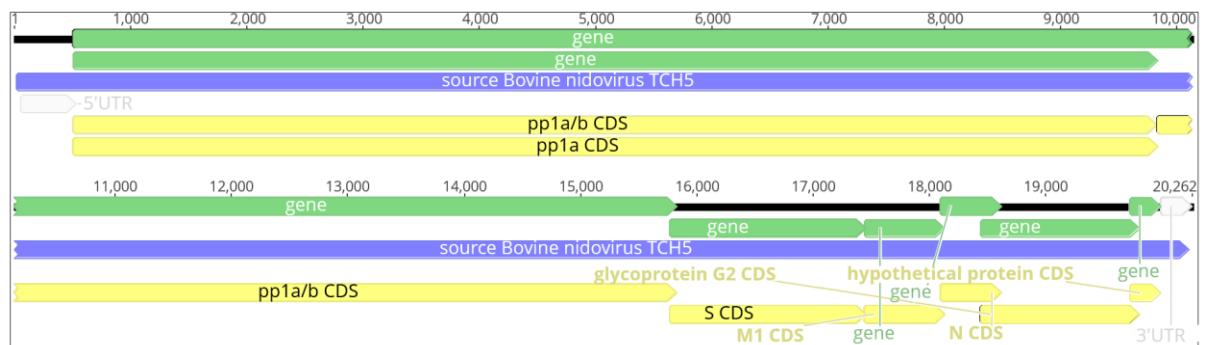 1 1,000 2,000 3,000 4,000 5,000 6,000 7,000 8,000 9,000 10,000
gene
gene
source Bovine nidovirus TCH5
5'UTR
pp1a/b CDS
pp1a CDS
11,000 12,000 13,000 14,000 15,000 16,000 17,000 18,000 19,000 20,262
gene
gene gene
source Bovine nidovirus TCH5
glycoprotein G2 CDS hypothetical protein CDS gene
pp1a/b CDS gene
S CDS
M1 CDS gene N CDS 3'UTR